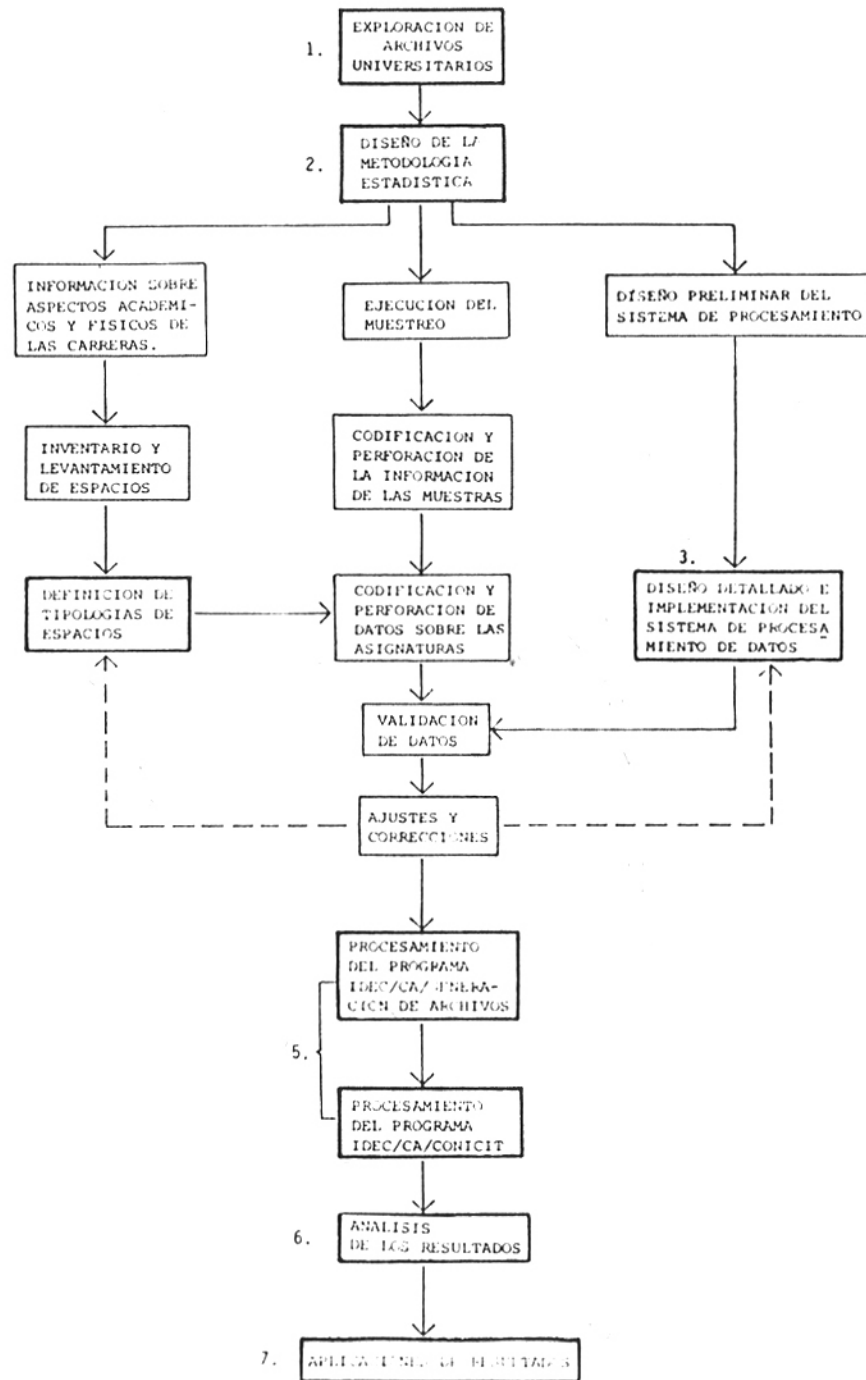 1.
EXPLORACION DE
ARCHIVOS
UNIVERSITARIOS
2.
DISEÑO DE LA
METODOLOGIA
ESTADISTICA
INFORMACION SOBRE
ASPECTOS ACADEMI-
COS Y FISICOS DE
LAS CARRERAS.
EJECUCION DEL
MUESTREO
DISEÑO PRELIMINAR DEL
SISTEMA DE PROCESAMIENTO
INVENTARIO Y
LEVANTAMIENTO
DE ESPACIOS
CODIFICACION Y
PERFORACION DE
LA INFORMACION
DE LAS MUESTRAS
3.
DEFINICION DE
TIPOLOGIAS DE
ESPACIOS
CODIFICACION Y
PERFORACION DE
DATOS SOBRE LAS
ASIGNATURAS
DISEÑO DETALLADO E
IMPLEMENTACION DEL
SISTEMA DE PROCESA
MIENTO DE DATOS
VALIDACION
DE DATOS
AJUSTES Y
CORRECCIONES
PROCESAMIENTO
DEL PROGRAMA
IDEC/CA/GENERA-
CION DE ARCHIVOS
5.
PROCESAMIENTO
DEL PROGRAMA
IDEC/CA/CONICIT
6.
ANALISIS
DE LOS RESULTADOS
7.
APLICACIONES DE RESULTADOS